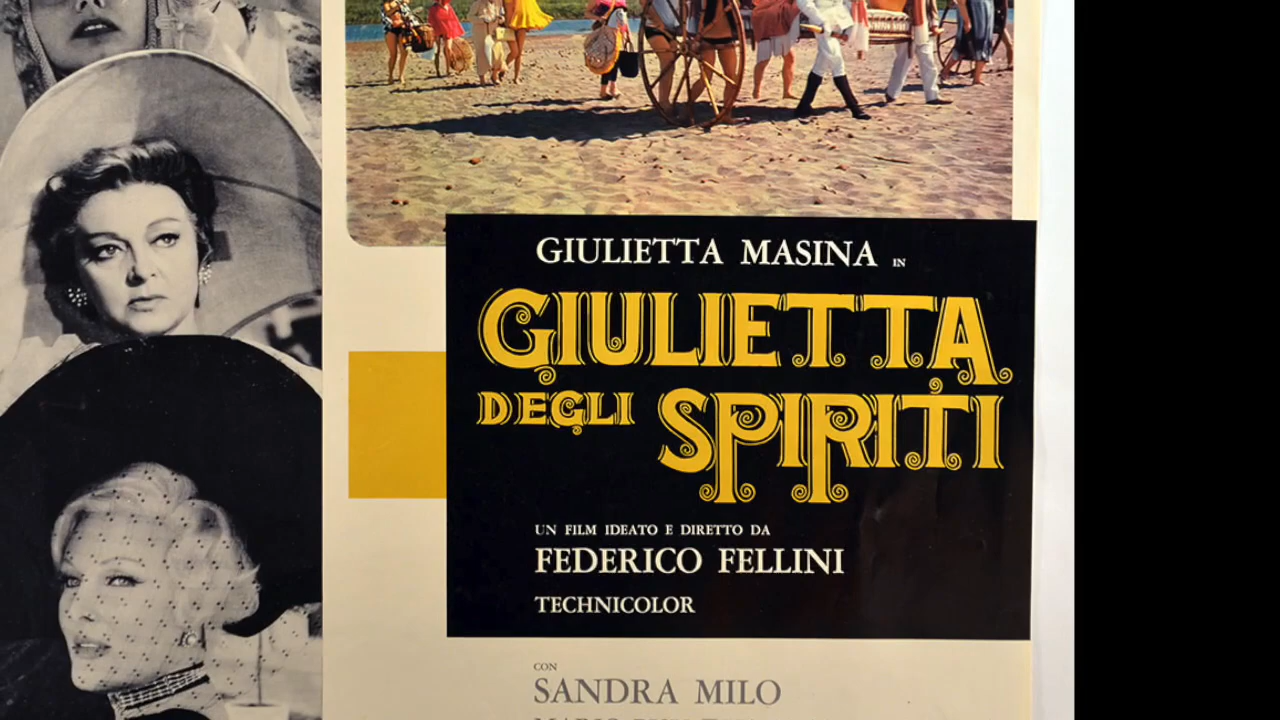 GIULIETTA MASINA IN
GIULIETTA
DEGLI SPIRITI
UN FILM IDEATO E DIRETTO DA
FEDERICO FELLINI
TECHNICOLOR
CON
SANDRA MILO